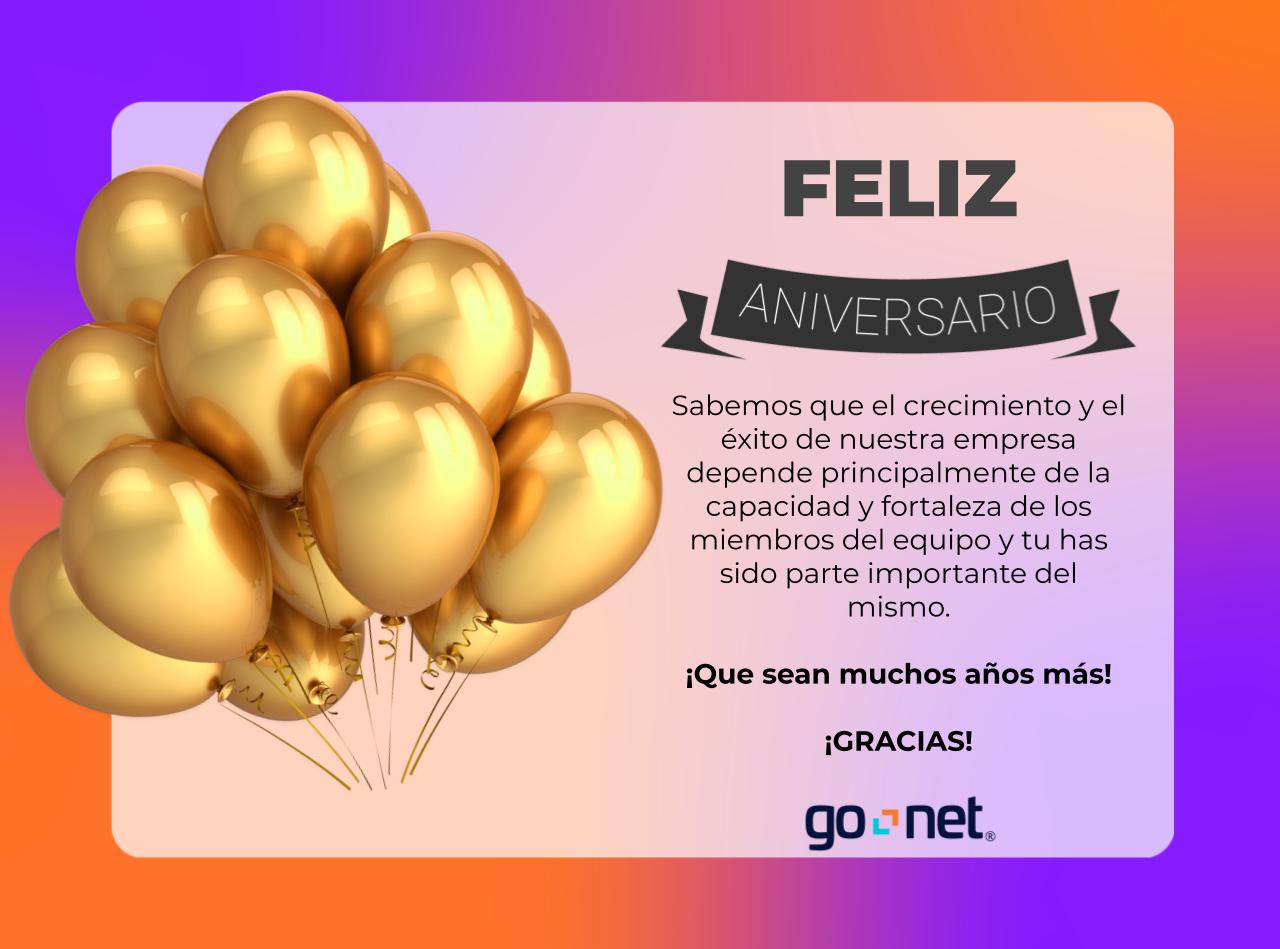 FELIZ
ANIVERSARIO
Sabemos que el crecimiento y el
éxito de nuestra empresa
depende principalmente de la
capacidad y fortaleza de los
miembros del equipo y tu has
sido parte importante del
mismo.
¡Que sean muchos años más!
¡GRACIAS!
go net®